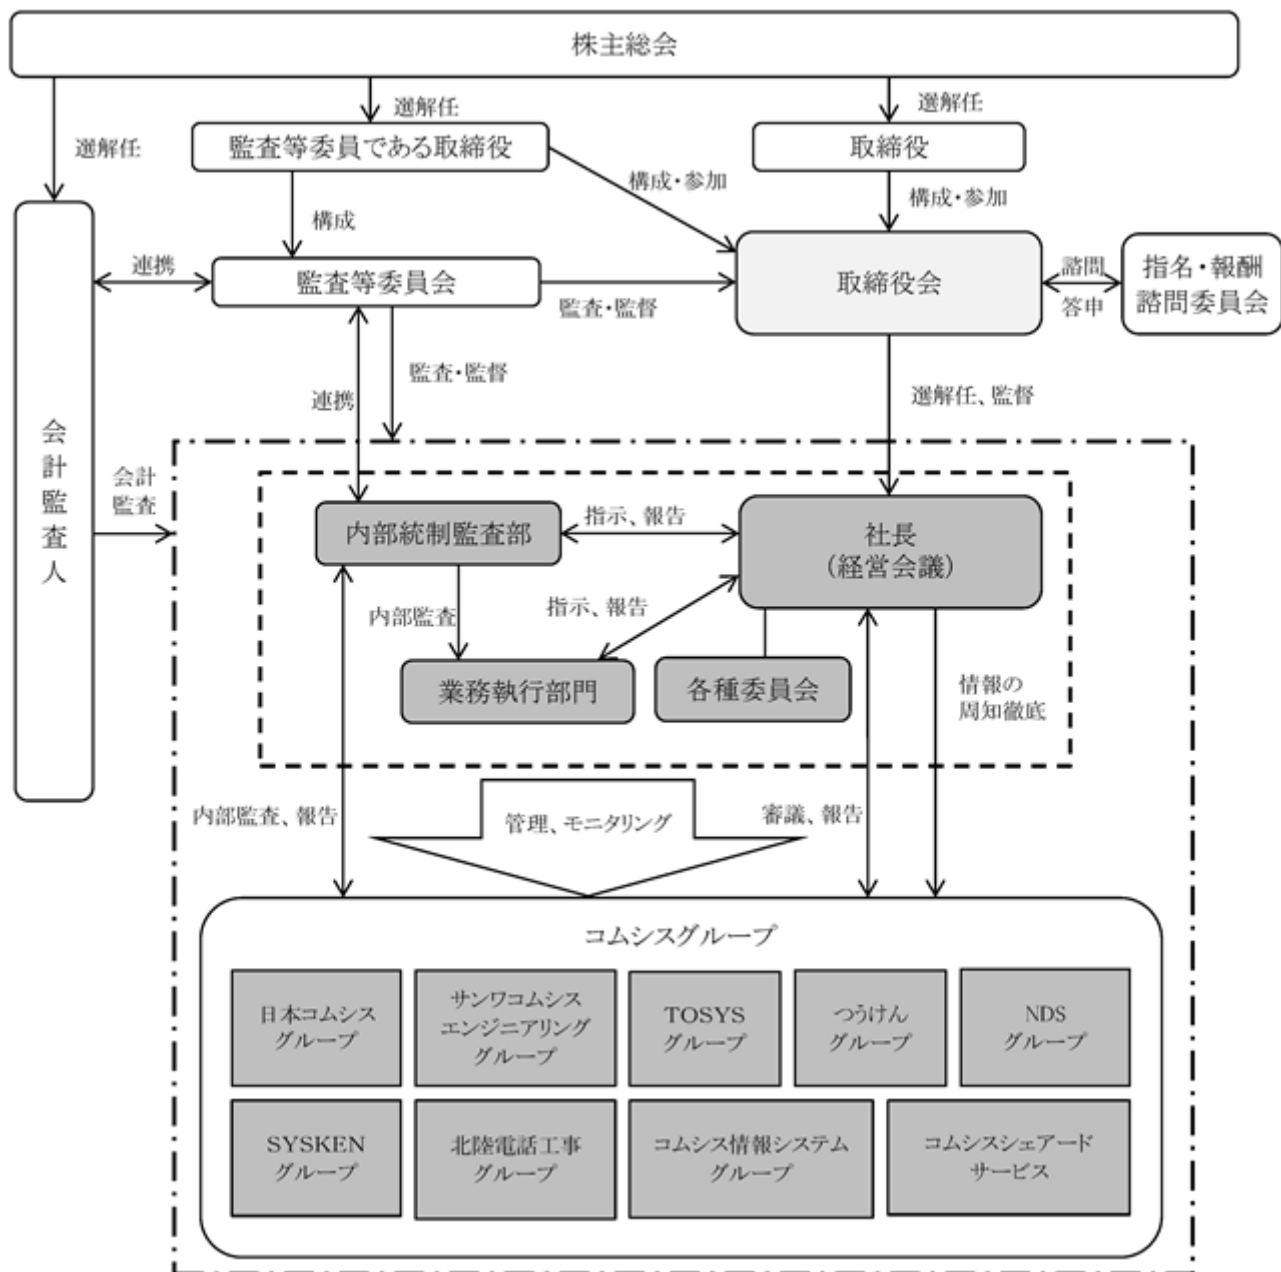 株主総会
選解任
選解任
選解任
監査等委員である取締役
取締役
構成・参加
構成・参加
構成
連携
監査等委員会
監査・監督
取締役会
諮問
答申
指名・報酬
諮問委員会
連携
監査・監督
選解任、監督
会計監査人
会計
監査
内部統制監査部
指示、報告
社長
(経営会議)
内部監査
指示、報告
業務執行部門
各種委員会
情報の
周知徹底
内部監査、報告
管理、モニタリング
審議、報告
コムシスグループ
日本コムシス
グループ
サンワコムシス
エンジニアリング
グループ
TOSYS
グループ
つうけん
グループ
NDS
グループ
SYSKEN
グループ
北陸電話工事
グループ
コムシス情報システム
グループ
コムシスシェアード
サービス